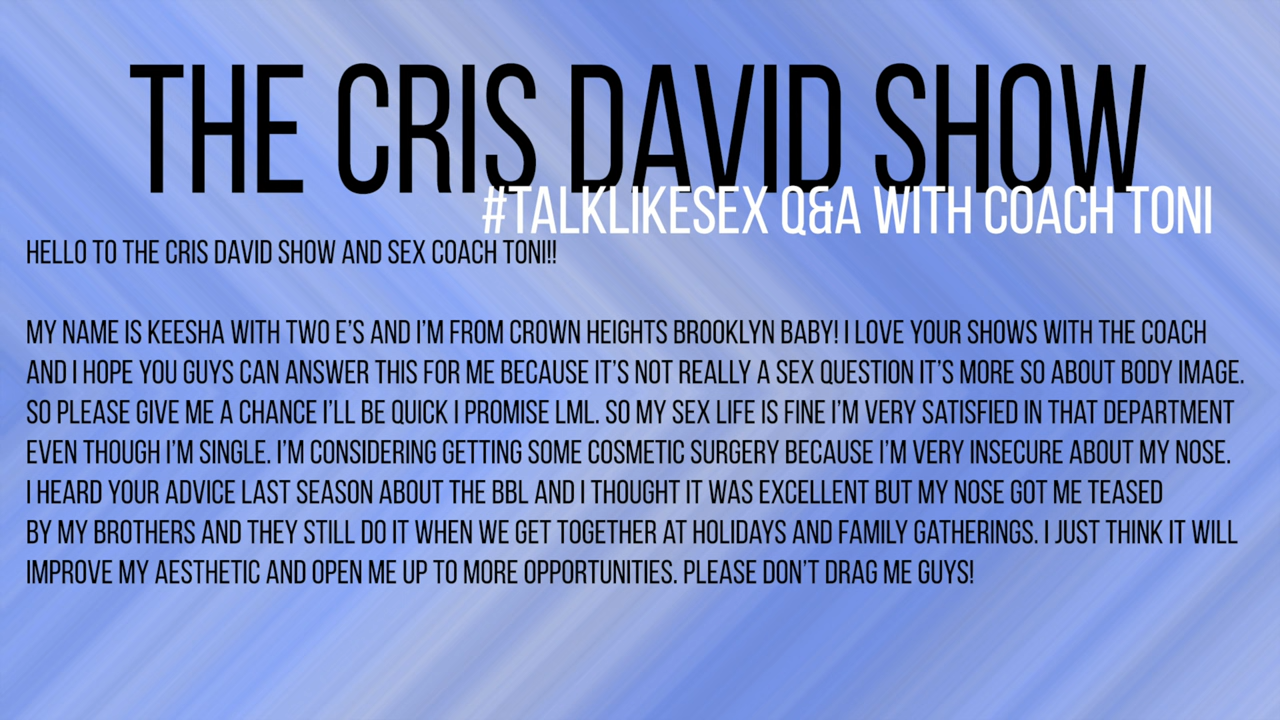 THE CRIS DAVID SHOW
#TALKLIKESEX Q&A WITH COACH TONI
HELLO TO THE CRIS DAVID SHOW AND SEX COACH TONI!!
MY NAME IS KEESHA WITH TWO E'S AND I'M FROM CROWN HEIGHTS BROOKLYN BABY! I LOVE YOUR SHOWS WITH THE COACH
AND I HOPE YOU GUYS CAN ANSWER THIS FOR ME BECAUSE IT'S NOT REALLY A SEX QUESTION IT'S MORE SO ABOUT BODY IMAGE.
SO PLEASE GIVE ME A CHANCE I'LL BE QUICK I PROMISE LML. SO MY SEX LIFE IS FINE I'M VERY SATISFIED IN THAT DEPARTMENT
EVEN THOUGH I'M SINGLE. I'M CONSIDERING GETTING SOME COSMETIC SURGERY BECAUSE I'M VERY INSECURE ABOUT MY NOSE.
I HEARD YOUR ADVICE LAST SEASON ABOUT THE BBL AND I THOUGHT IT WAS EXCELLENT BUT MY NOSE GOT ME TEASED
BY MY BROTHERS AND THEY STILL DO IT WHEN WE GET TOGETHER AT HOLIDAYS AND FAMILY GATHERINGS. I JUST THINK IT WILL
IMPROVE MY AESTHETIC AND OPEN ME UP TO MORE OPPORTUNITIES. PLEASE DON'T DRAG ME GUYS!